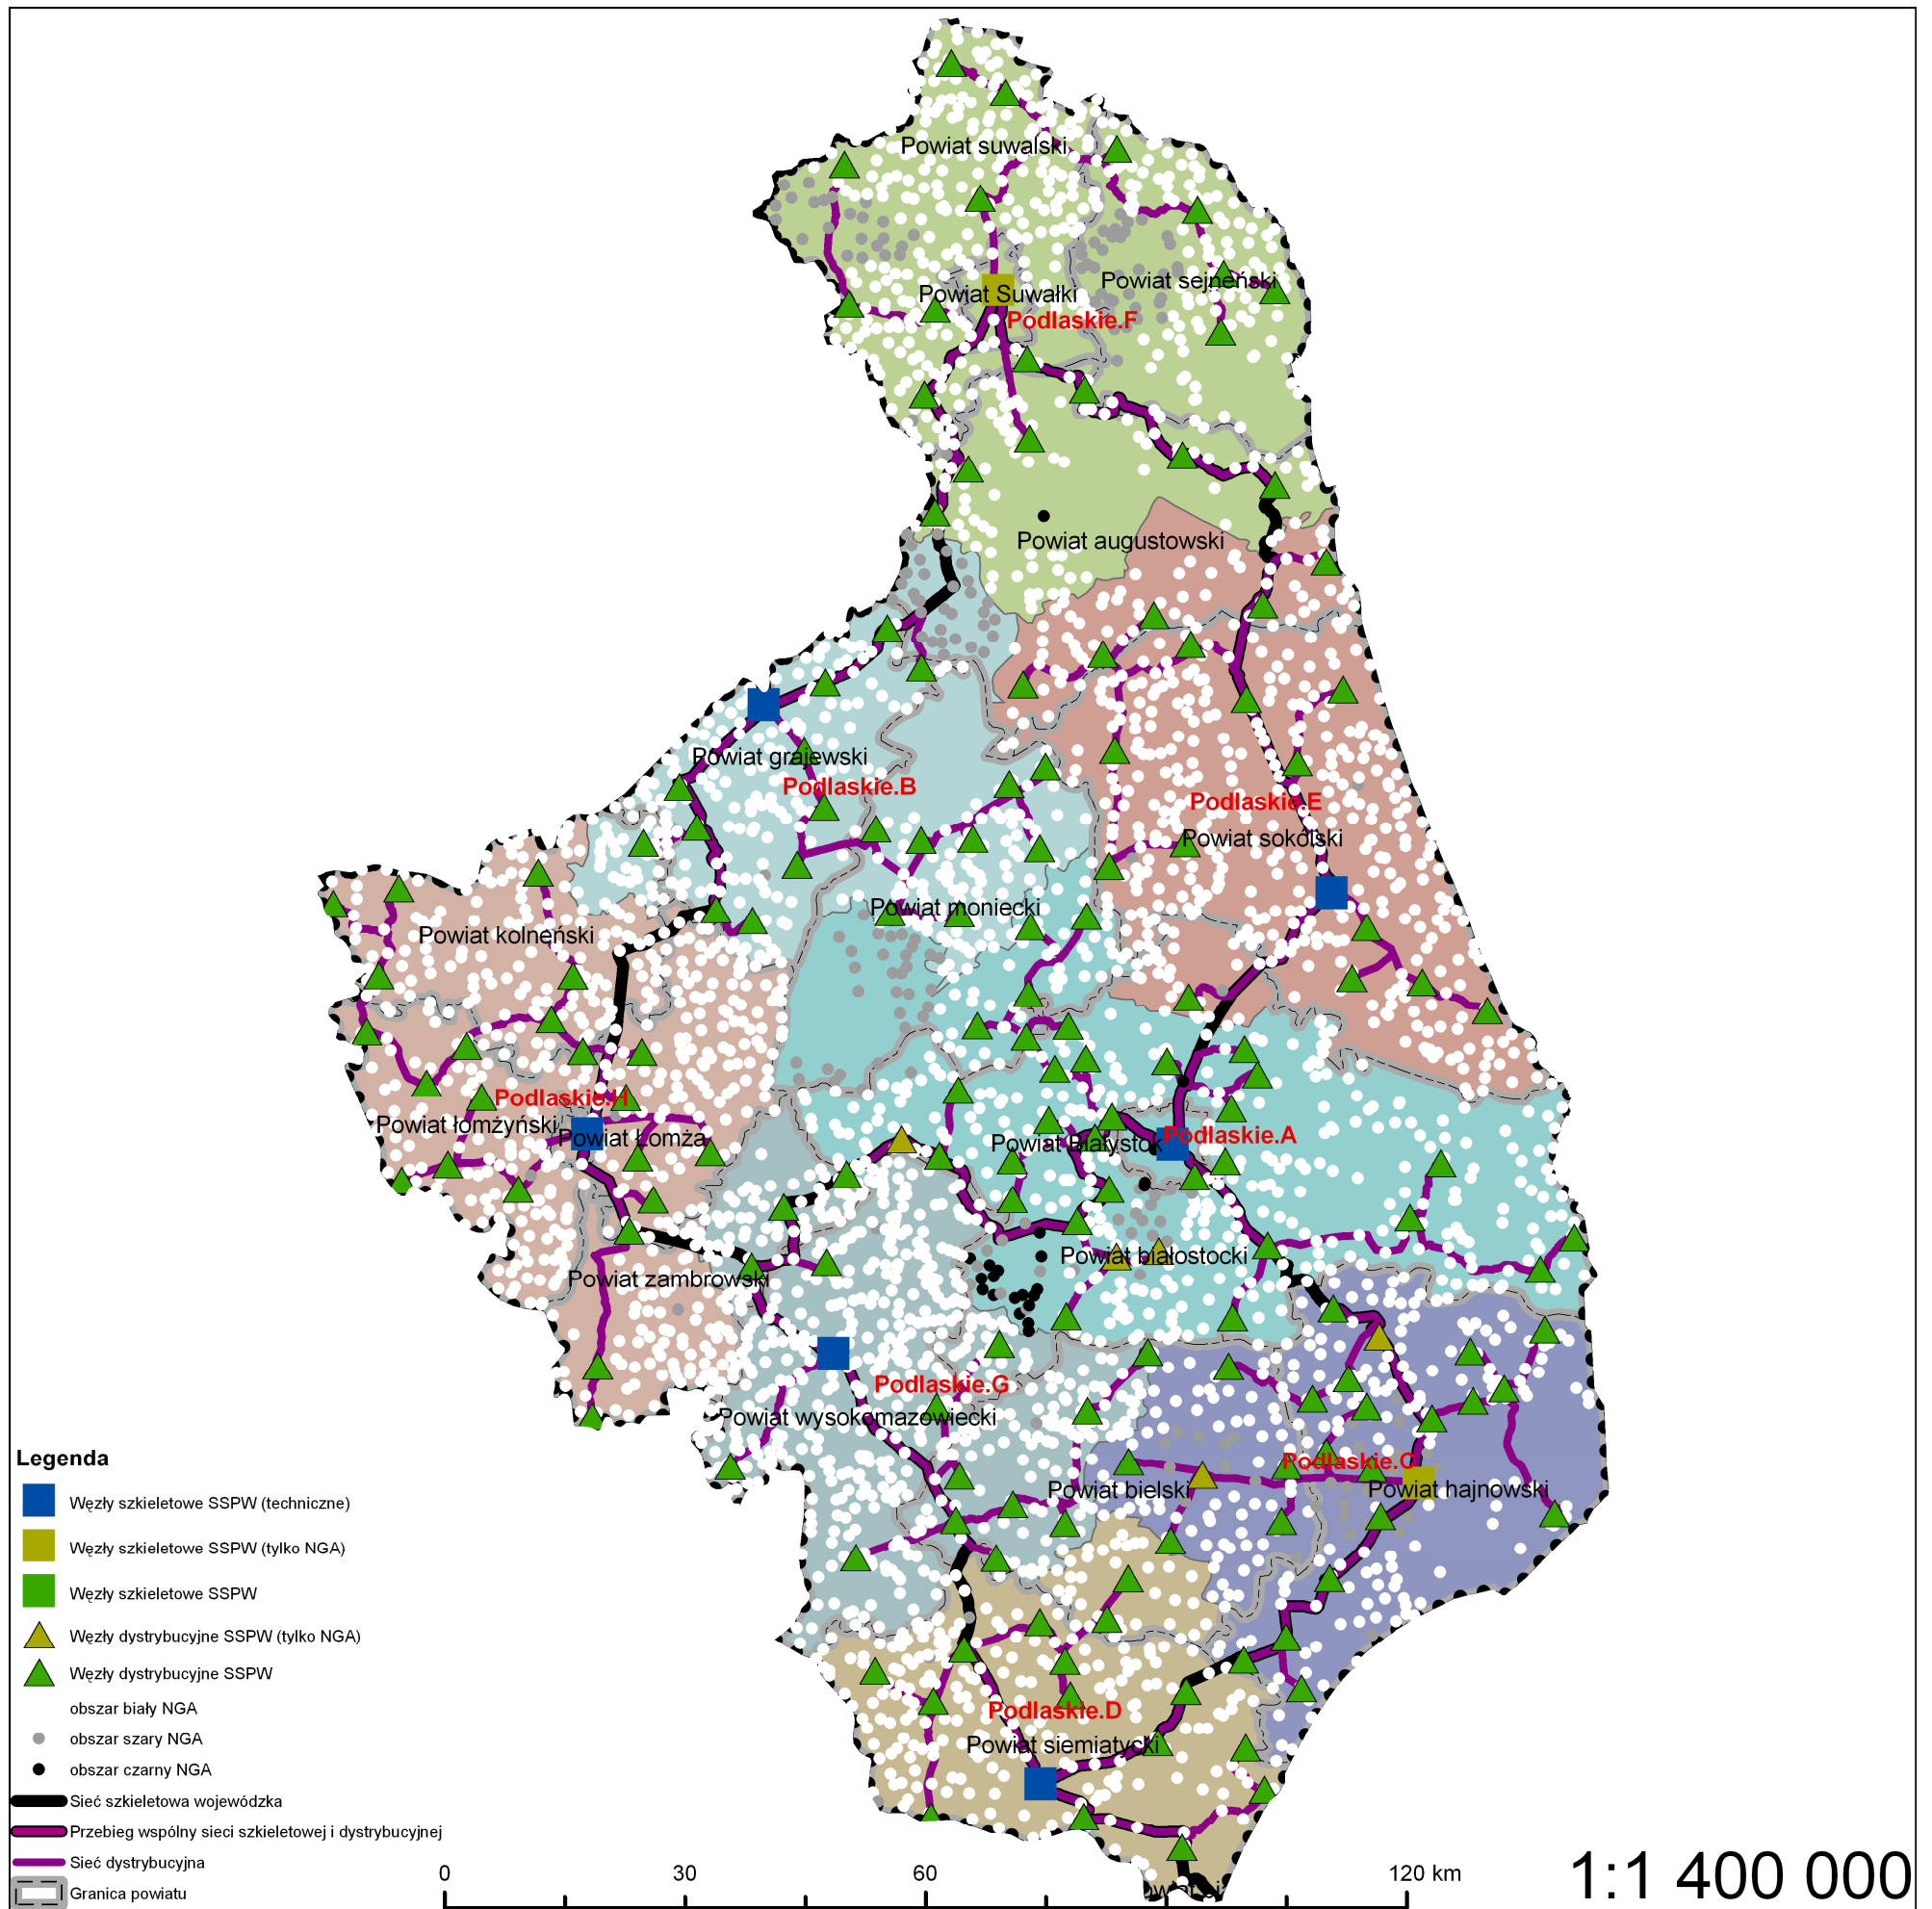 Powiat suwalski
Powiat sejneński
Powiat Suwałki
Podlaskie.F
Powiat augustowski
Powiat grajewski
Podlaskie.B
Podlaskie.E
Powiat sokólski
Powiat moniecki
Powiat kolneński
Podlaskie.H
Powiat łomżyński
Powiat Łomża
Powiat Białystok
Podlaskie.A
Powiat białostocki
Powiat zambrowski
Podlaskie.G
Powiat wysokomazowiecki
Podlaskie.C
Powiat bielski
Powiat hajnowski
Podlaskie.D
Powiat siemiatycki
Legenda
Węzły szkieletowe SSPW (techniczne)
Węzły szkieletowe SSPW (tylko NGA)
Węzły szkieletowe SSPW
Węzły dystrybucyjne SSPW (tylko NGA)
Węzły dystrybucyjne SSPW
obszar biały NGA
obszar szary NGA
obszar czarny NGA
Sieć szkieletowa wojewódzka
Przebieg wspólny sieci szkieletowej i dystrybucyjnej
Sieć dystrybucyjna
Granica powiatu
0 30 60 120 km
1:1 400 000